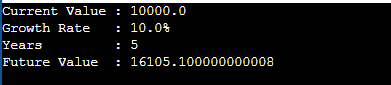 Current Value : 10000.0
Growth Rate   : 10.0%
Years         : 5
Future Value  : 16105.100000000008